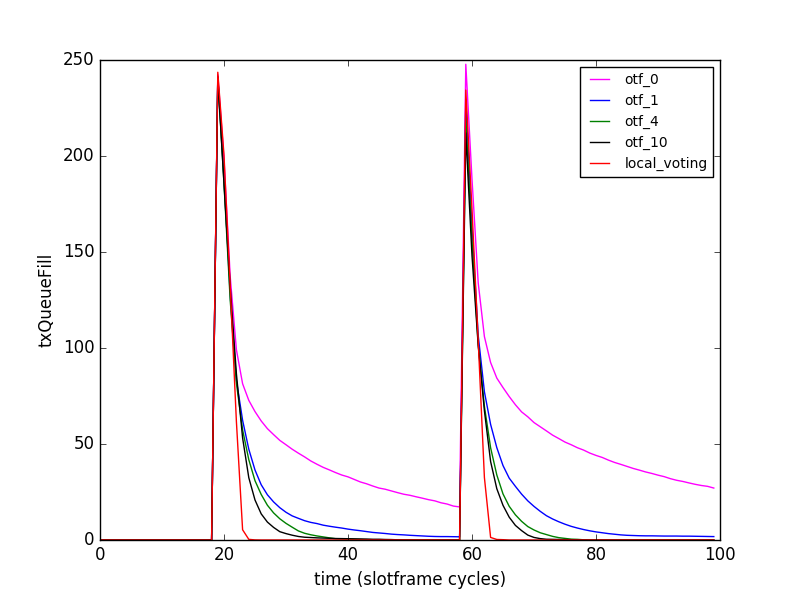 250
200
150
100
50
0
txQueueFill
0 20 40 60 80 100
time (slotframe cycles)
otf_0
otf_1
otf_4
otf_10
local_voting